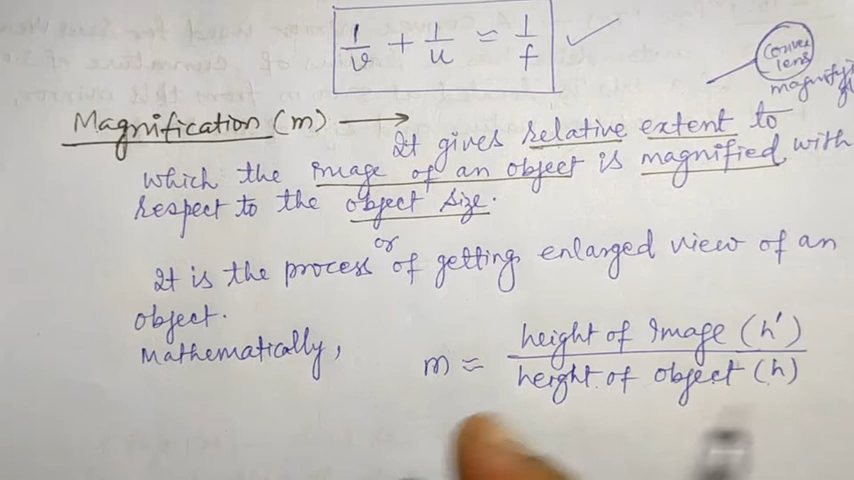 1/v + 1/u = 1/f
Convex
lens
magnifying
Magnification (m) → It gives relative extent to
which the image of an object is magnified with
respect to the object size.
or
It is the process of getting enlarged view of an
object.
Mathematically,
m = height of Image (h') / height of object (h)